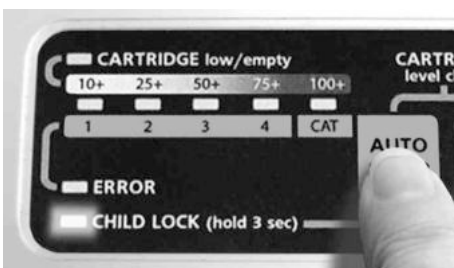 CARTRIDGE low/empty
10+ 25+ 50+ 75+ 100+
1 2 3 4 CAT
ERROR
CHILD LOCK (hold 3 sec)
level
AUTO